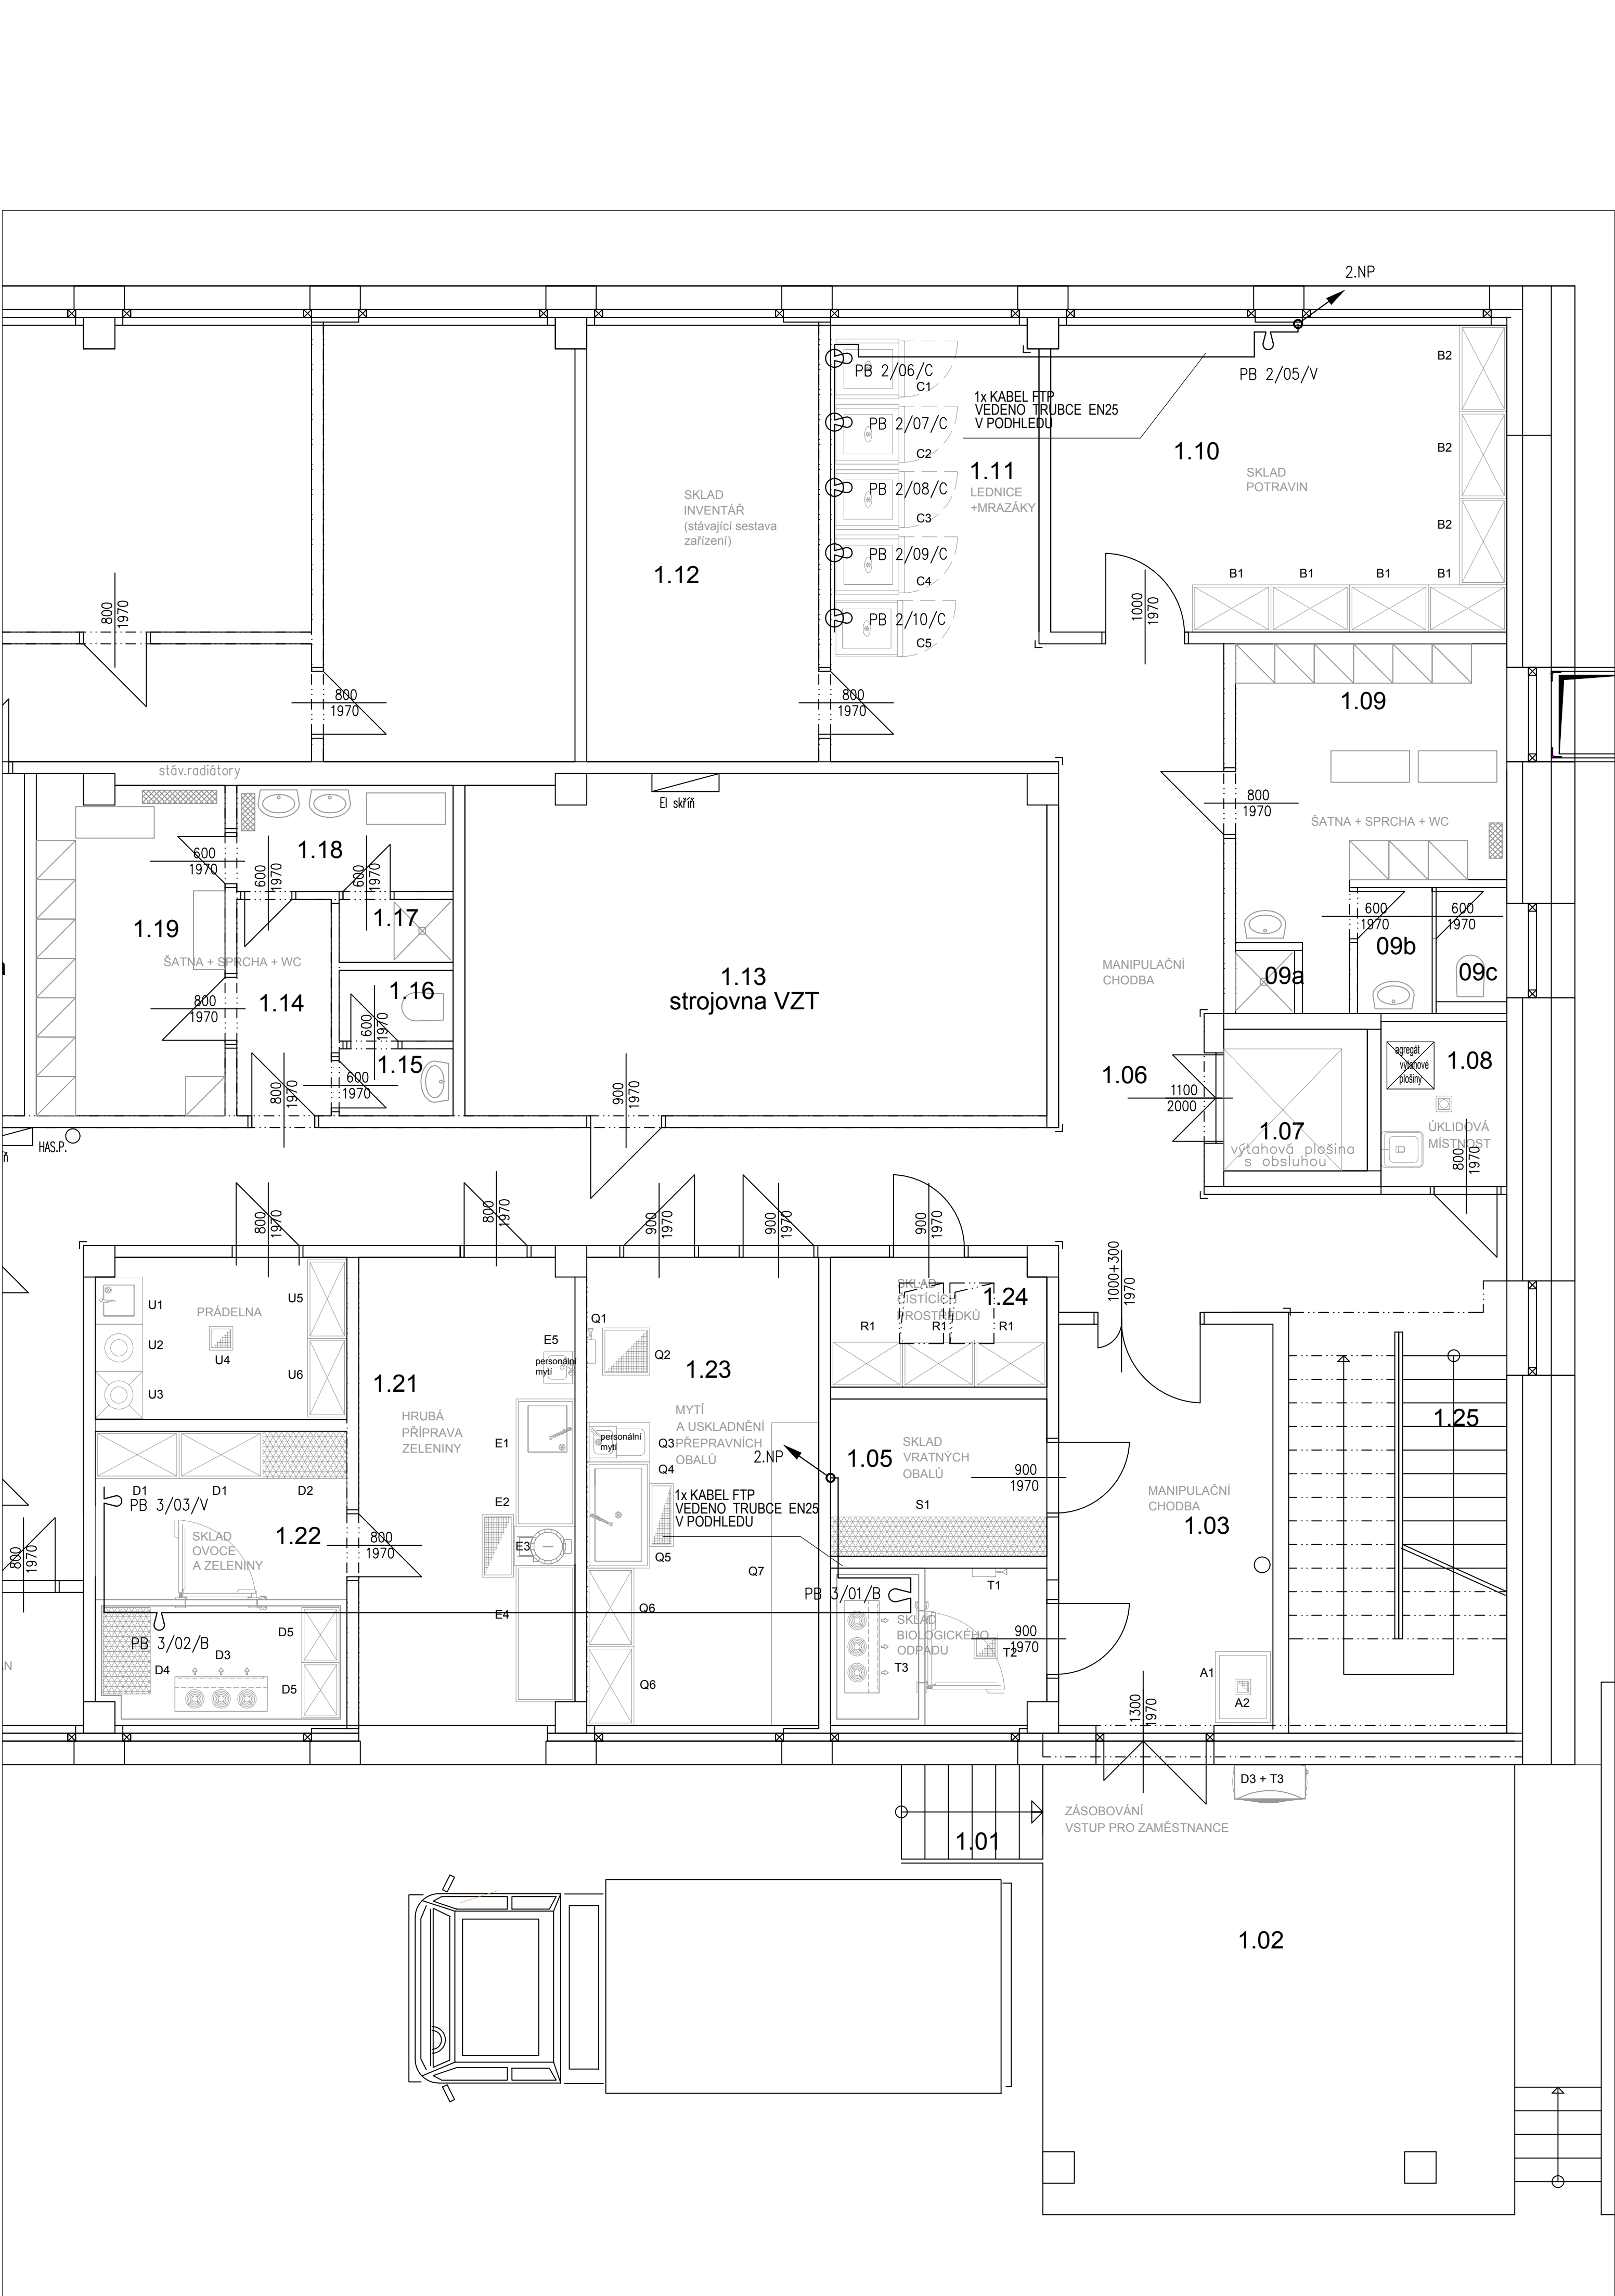 2.NP
B2
PB 2/06/C
C1
PB 2/05/V
1x KABEL FTP
VEDENO TRUBCE EN25
V PODHLEDU
PB 2/07/C
C2
1.10
B2
1.11
SKLAD
POTRAVIN
LEDNICE
+MRAZÁKY
SKLAD
INVENTÁŘ
(stávající sestava
zařízení)
PB 2/08/C
C3
B2
1.12
PB 2/09/C
C4
B1
B1
B1
B1
800
1970
1000
1970
PB 2/10/C
C5
800
1970
800
1970
1.09
stáv.radiátory
El skříň
800
1970
ŠATNA + SPRCHA + WC
1.18
600
1970
600
1970
600
1970
1.17
1.19
ŠATNA + SPRCHA + WC
600
1970
600
1970
09b
09c
09a
MANIPULAČNÍ
CHODBA
1.13
strojovna VZT
1.16
1.14
800
1970
600
1970
1.15
600
1970
800
1970
900
1970
1.06
1100
2000
agregát
výtahové
plošiny
1.08
1.07
výtahová plošina
s obsluhou
ÚKLIDOVÁ
MÍSTNOST
800
1970
HAS.P.
800
1970
800
1970
900
1970
900
1970
900
1970
1000+300
1970
U1
PRÁDELNA
U5
U2
U4
U3
U6
SKLAD
ČISTÍCÍCH
PROSTŘEDKŮ
1.24
R1
R1
R1
Q1
Q2
E5
personální
mytí
1.23
1.21
HRUBÁ
PŘÍPRAVA
ZELENINY
MYTÍ
A USKLADNĚNÍ
PŘEPRAVNÍCH
OBALŮ
personální
mytí
Q3
Q4
E1
2.NP
1.05
SKLAD
VRATNÝCH
OBALŮ
900
1970
1.25
D1
D1
D2
PB 3/03/V
E2
1x KABEL FTP
VEDENO TRUBCE EN25
V PODHLEDU
S1
MANIPULAČNÍ
CHODBA
1.03
SKLAD
OVOCE
A ZELENINY
1.22
800
1970
800
1970
E3
Q5
Q7
T1
PB 3/01/B
E4
Q6
SKLAD
BIOLOGICKÉHO
ODPADU
900
1970
T2
T3
PB 3/02/B
D5
D3
D4
D5
Q6
A1
A2
1300
1970
D3 + T3
ZÁSOBOVÁNÍ
VSTUP PRO ZAMĚSTNANCE
1.01
1.02